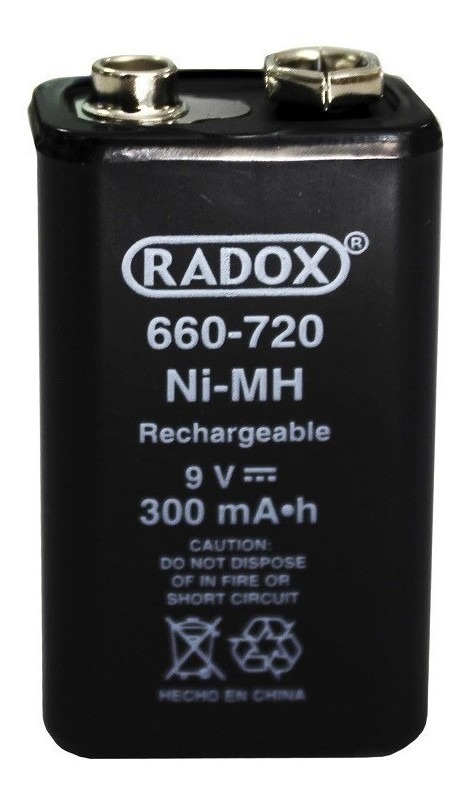 RADOX®
660-720
Ni-MH
Rechargeable
9 V ⎓
300 mA•h
CAUTION:
DO NOT DISPOSE
OF IN FIRE OR
SHORT CIRCUIT
HECHO EN CHINA